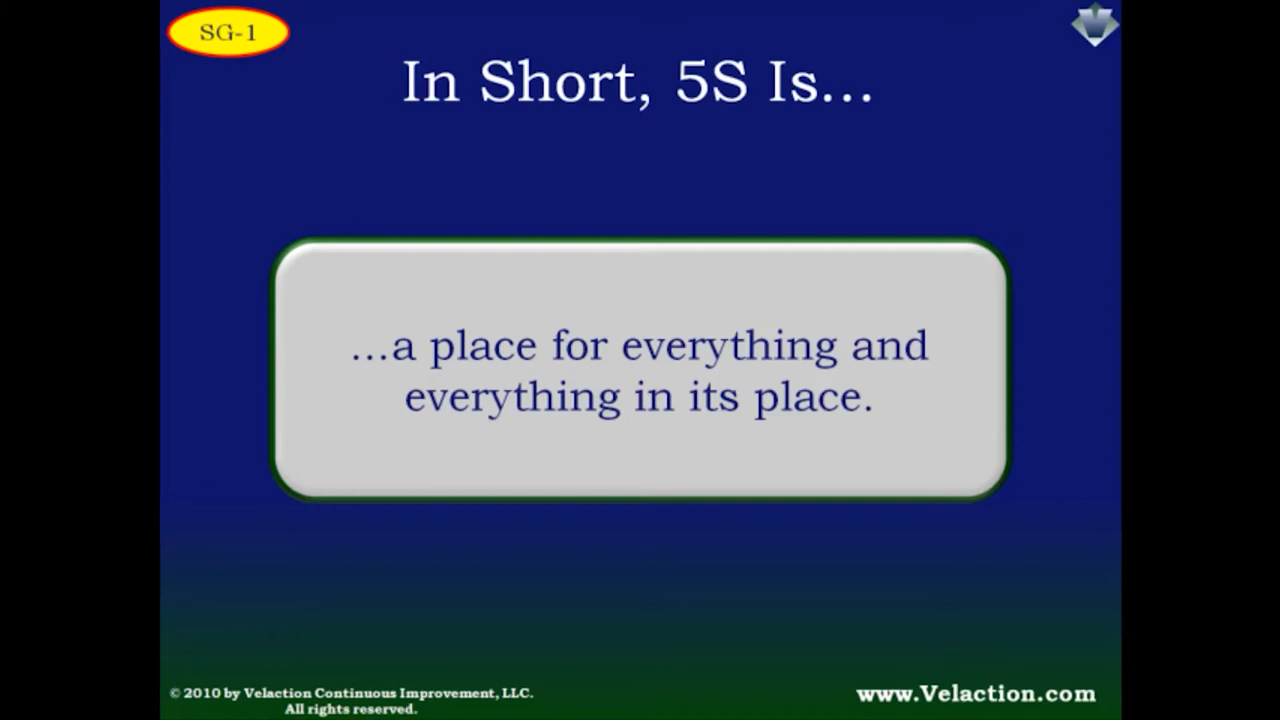 SG-1
In Short, 5S Is…
…a place for everything and
everything in its place.
© 2010 by Velaction Continuous Improvement, LLC.
All rights reserved.
www.Velaction.com